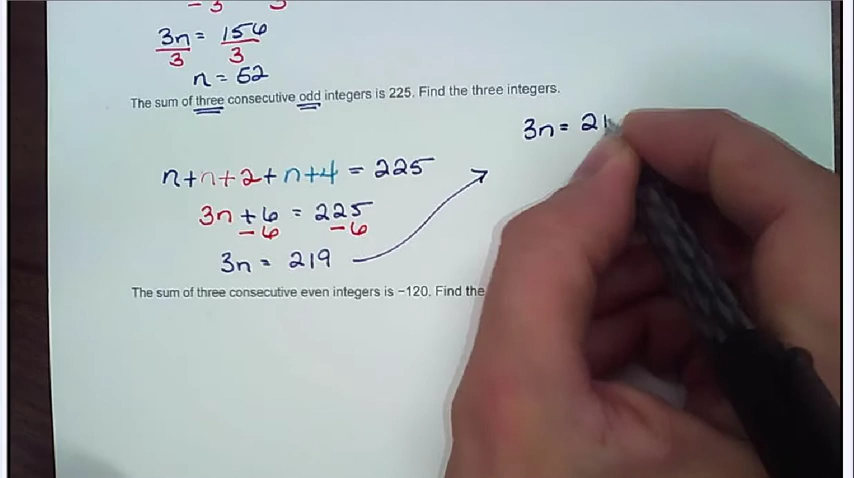 - 3 3
3n = 156
3 3
n = 52
The sum of three consecutive odd integers is 225. Find the three integers.
3n = 21
n+n+2+n+4 = 225
3n + 6 = 225
- 6 - 6
3n = 219
The sum of three consecutive even integers is −120. Find the